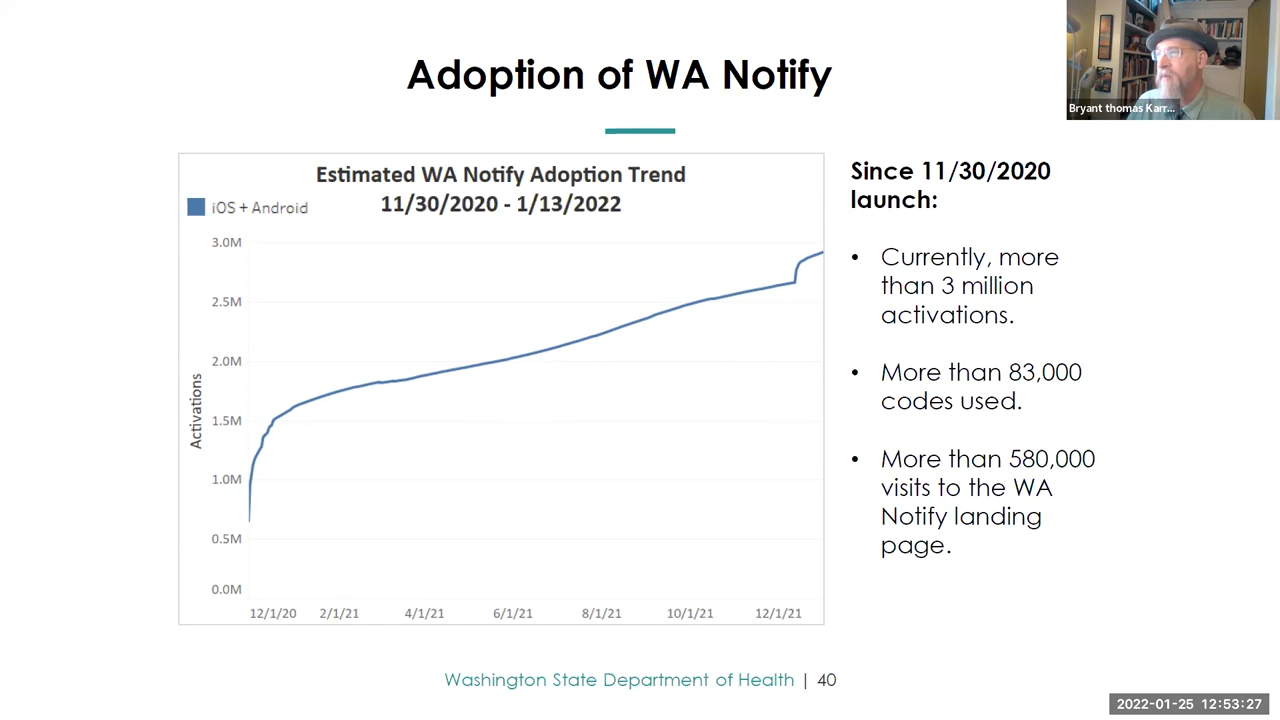 Adoption of WA Notify
Bryant thomas Karr...
Estimated WA Notify Adoption Trend
11/30/2020 - 1/13/2022
iOS + Android
Activations
3.0M
2.5M
2.0M
1.5M
1.0M
0.5M
0.0M
12/1/20 2/1/21 4/1/21 6/1/21 8/1/21 10/1/21 12/1/21
Since 11/30/2020
launch:
• Currently, more
than 3 million
activations.
• More than 83,000
codes used.
• More than 580,000
visits to the WA
Notify landing
page.
Washington State Department of Health | 40
2022-01-25 12:53:27